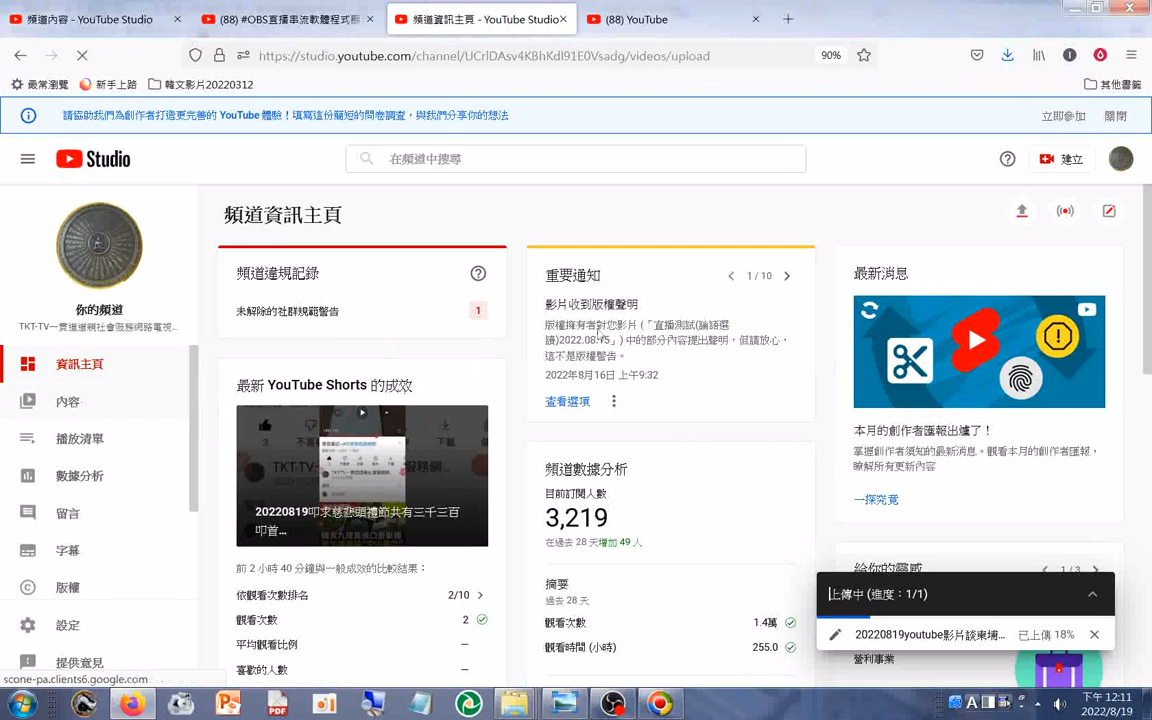 頻道內容 - YouTube Studio
(88) #OBS直播串流軟體程式
頻道資訊主頁 - YouTube Studio
(88) YouTube
https://studio.youtube.com/channel/UCrlDAsv4KBhKdl91E0Vsadg/videos/upload
90%
最常瀏覽
新手上路
韓文影片20220312
其他書籤
請協助我們為創作者打造更完善的 YouTube 體驗！填寫這份簡短的問卷調查，與我們分享你的想法
立即參加
關閉
Studio
在頻道中搜尋
建立
頻道資訊主頁
你的頻道
TKT-TV一貫道道親社會服務網路電視...
資訊主頁
內容
播放清單
數據分析
留言
字幕
版權
設定
提供意見
scone-pa.clients6.google.com
頻道違規記錄
未解除的社群規範警告
1
最新 YouTube Shorts 的成效
20220819叩求慈悲頭禮節共有三千三百
叩首...
前 2 小時 40 分鐘與一般成效的比較結果：
依觀看次數排名
2/10
觀看次數
2
平均觀看比例
—
喜歡的人數
—
重要通知
1 / 10
影片收到版權聲明
版權擁有者對您影片 (「直播測試(論語選
讀)2022.08.15」) 中的部分內容提出聲明，但請放心，
這不是版權警告。
2022年8月16日 上午9:32
查看選項
頻道數據分析
目前訂閱人數
3,219
在過去 28 天增加 49 人
摘要
過去 28 天
觀看次數
1.4萬
觀看時間 (小時)
255.0
最新消息
本月的創作者匯報出爐了！
掌握創作者須知的最新消息。觀看本月的創作者匯報，
瞭解所有更新內容
一探究竟
給你的靈感
1 / 3
上傳中 (進度：1/1)
20220819youtube影片談柬埔...
已上傳 18%
營利事業
下午 12:11
2022/8/19